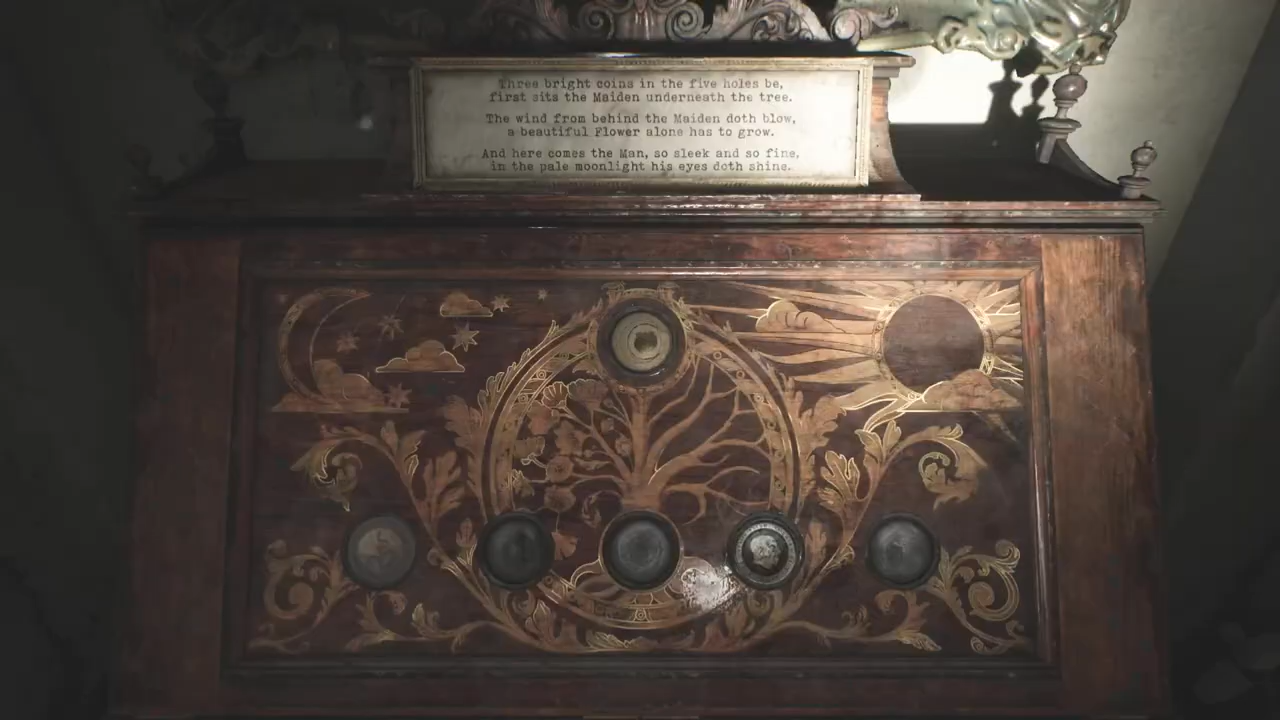 Three bright coins in the five holes be,
first sits the Maiden underneath the tree.
The wind from behind the Maiden doth blow,
a beautiful Flower alone has to grow.
And here comes the Man, so sleek and so fine,
in the pale moonlight his eyes doth shine.